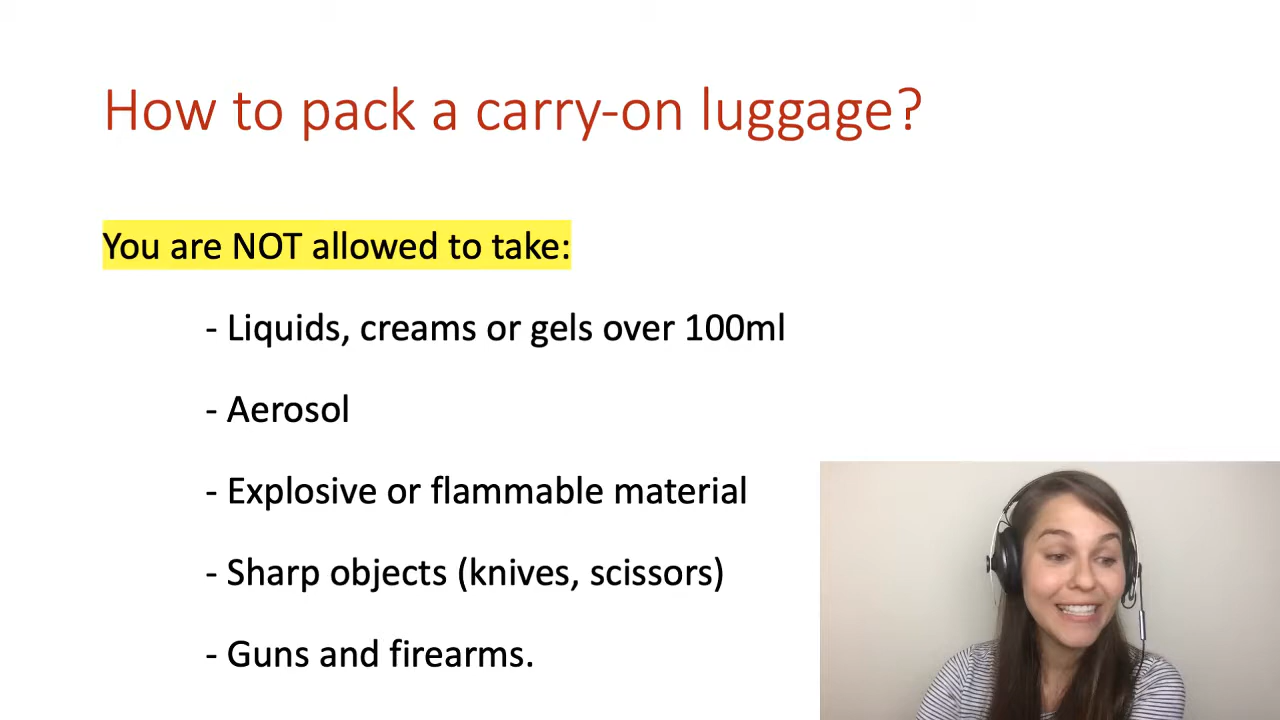 How to pack a carry-on luggage?
You are NOT allowed to take:
- Liquids, creams or gels over 100ml
- Aerosol
- Explosive or flammable material
- Sharp objects (knives, scissors)
- Guns and firearms.